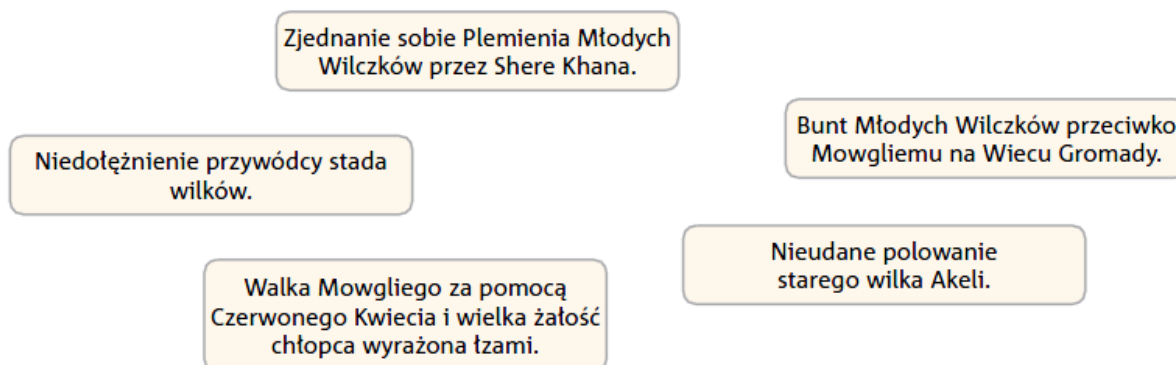 Zjednanie sobie Plemienia Młodych
Wilczków przez Shere Khana.
Bunt Młodych Wilczków przeciwko
Mowgliemu na Wiecu Gromady.
Niedołężnienie przywódcy stada
wilków.
Nieudane polowanie
starego wilka Akeli.
Walka Mowgliego za pomocą
Czerwonego Kwiecia i wielka żałość
chłopca wyrażona łzami.